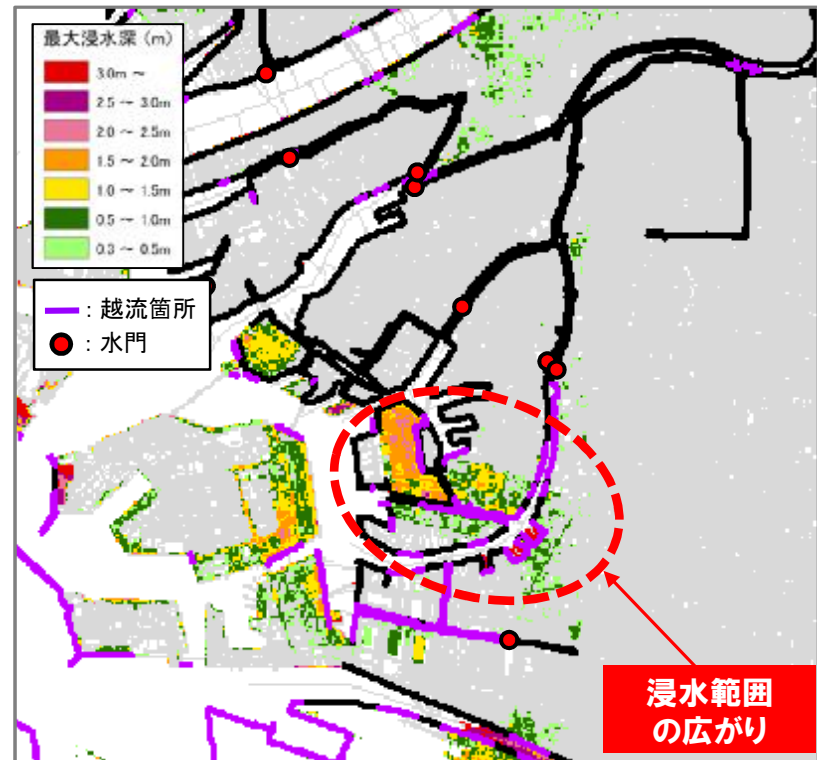 最大浸水深 (m)
3.0m ～
2.5 ～ 3.0m
2.0 ～ 2.5m
1.5 ～ 2.0m
1.0 ～ 1.5m
0.5 ～ 1.0m
0.3 ～ 0.5m
：越流箇所
：水門
浸水範囲
の広がり